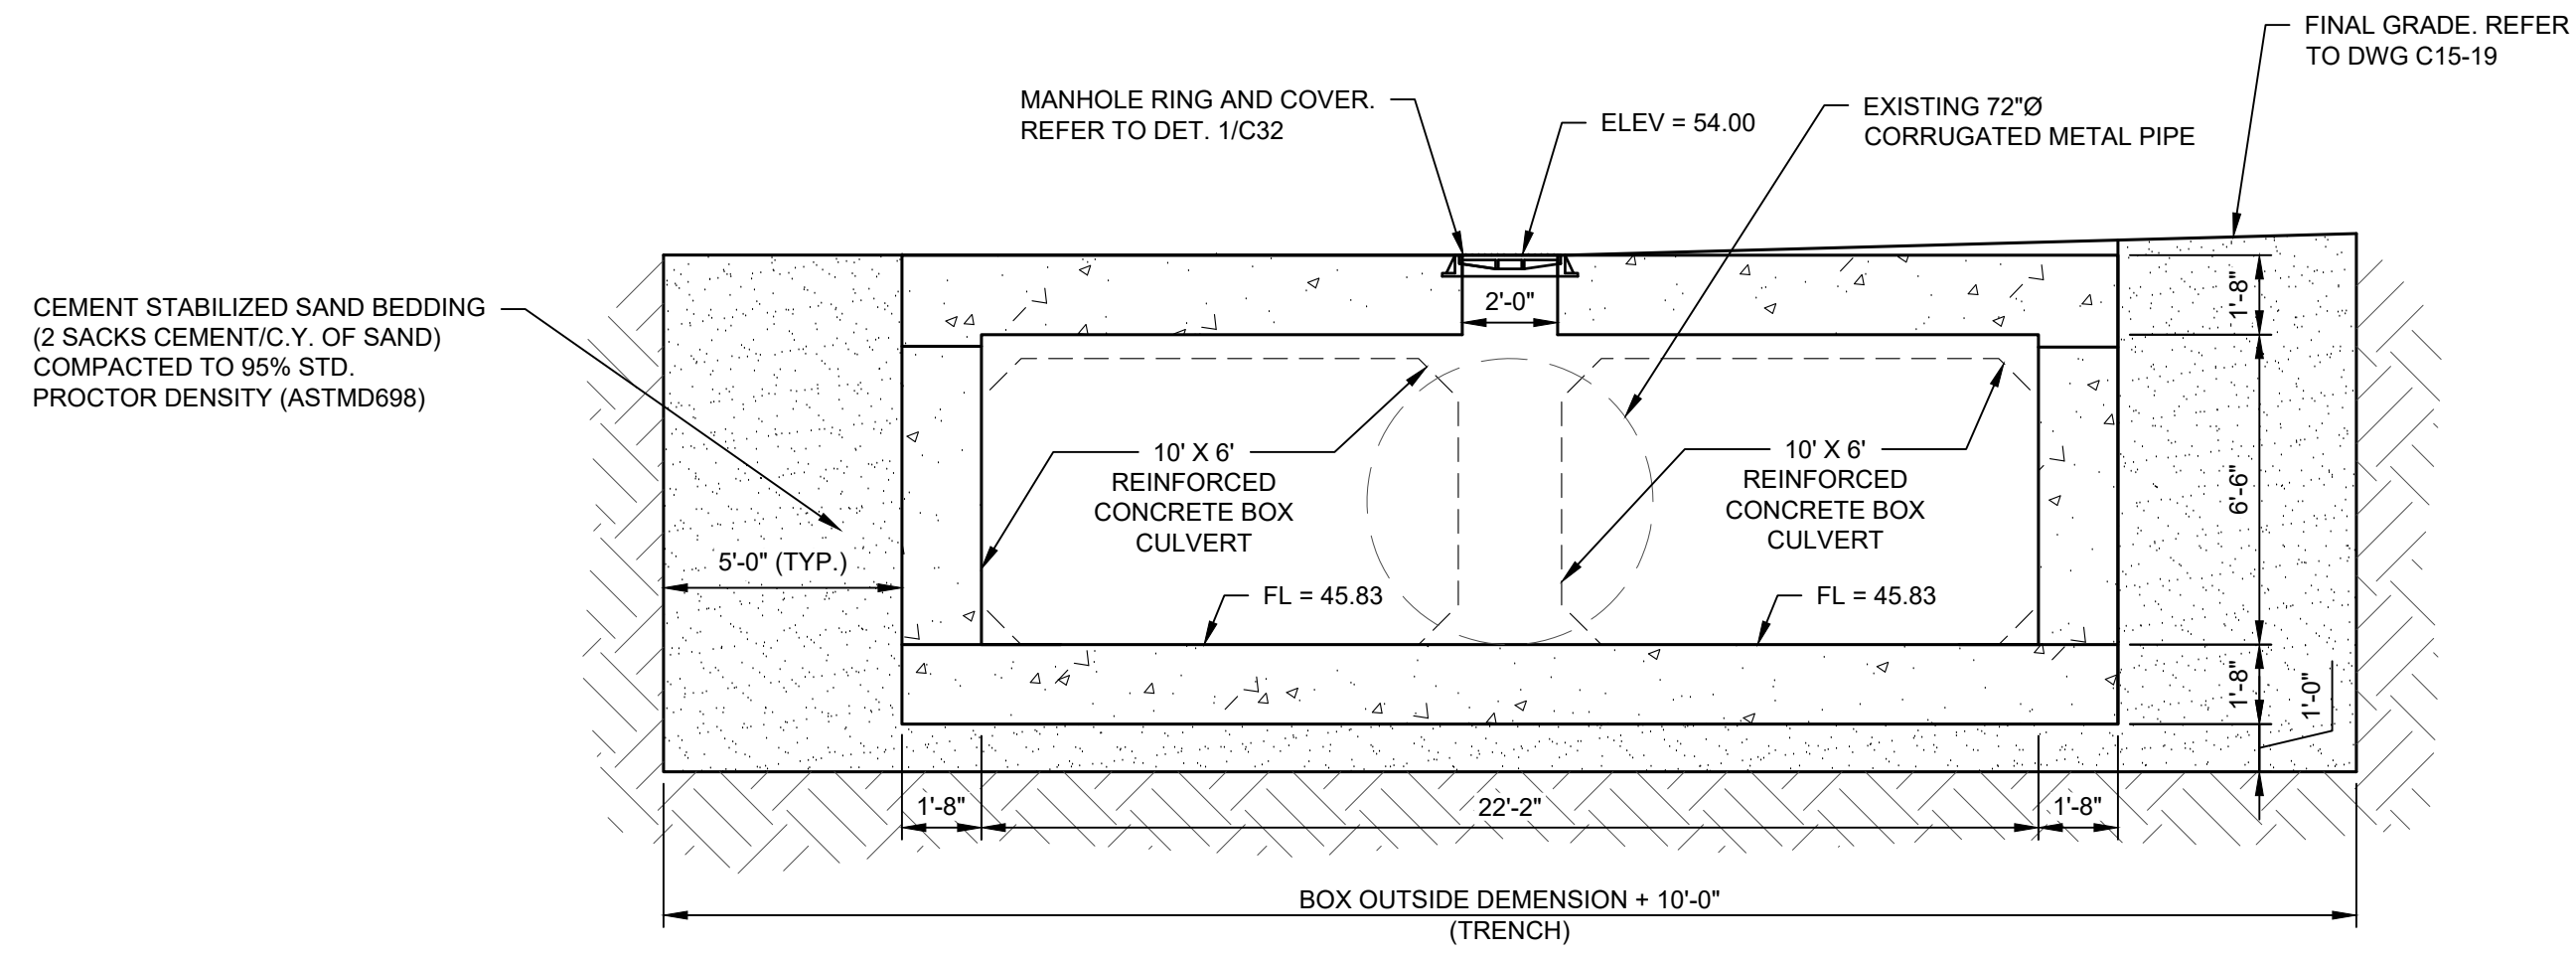 FINAL GRADE. REFER
TO DWG C15-19
MANHOLE RING AND COVER.
REFER TO DET. 1/C32
ELEV = 54.00
EXISTING 72"Ø
CORRUGATED METAL PIPE
CEMENT STABILIZED SAND BEDDING
(2 SACKS CEMENT/C.Y. OF SAND)
COMPACTED TO 95% STD.
PROCTOR DENSITY (ASTMD698)
2'-0"
1'-8"
10' X 6'
REINFORCED
CONCRETE BOX
CULVERT
10' X 6'
REINFORCED
CONCRETE BOX
CULVERT
6'-6"
5'-0" (TYP.)
FL = 45.83
FL = 45.83
1'-8"
1'-0"
1'-8"
22'-2"
1'-8"
BOX OUTSIDE DEMENSION + 10'-0"
(TRENCH)